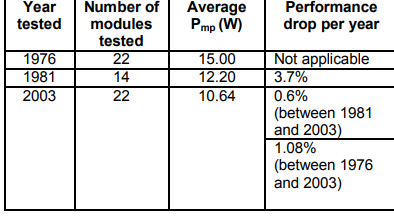 Year tested | Number of modules tested | Average Pmp (W) | Performance drop per year
1976 | 22 | 15.00 | Not applicable
1981 | 14 | 12.20 | 3.7%
2003 | 22 | 10.64 | 0.6%
(between 1981
and 2003)
1.08%
(between 1976
and 2003)